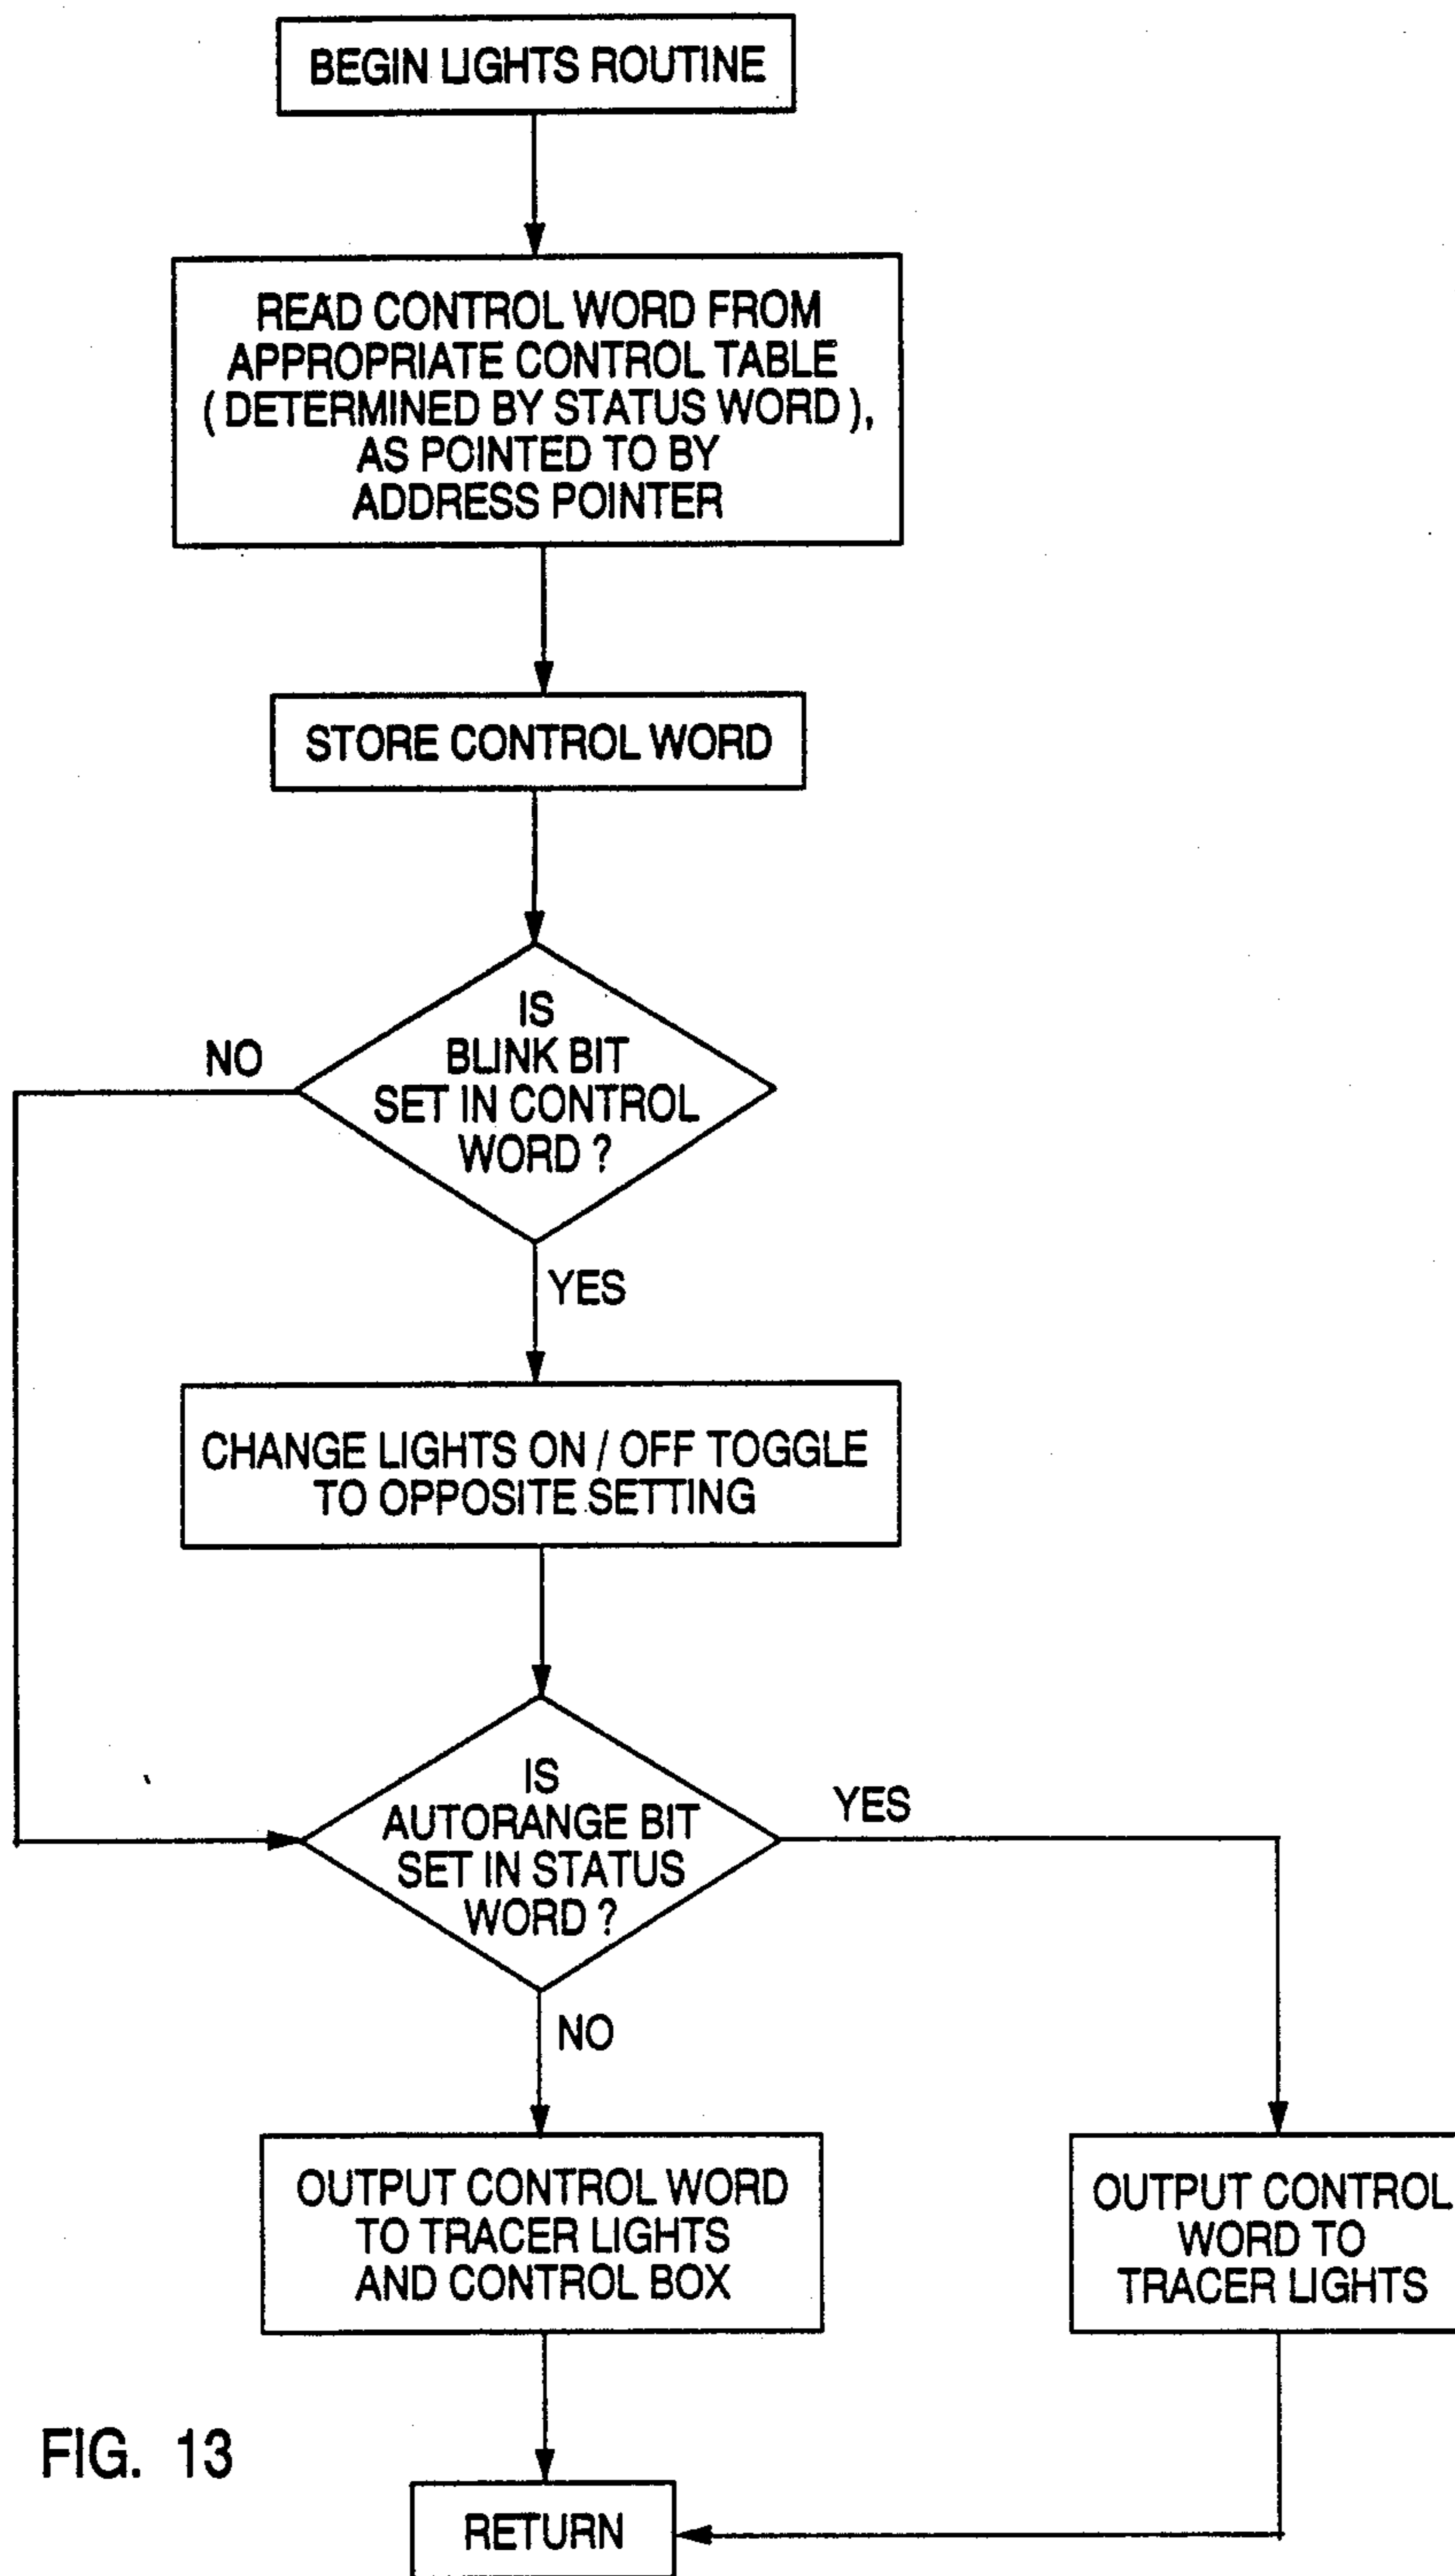 BEGIN LIGHTS ROUTINE
READ CONTROL WORD FROM
APPROPRIATE CONTROL TABLE
( DETERMINED BY STATUS WORD ),
AS POINTED TO BY
ADDRESS POINTER
STORE CONTROL WORD
IS
BLINK BIT
SET IN CONTROL
WORD ?
NO
YES
CHANGE LIGHTS ON / OFF TOGGLE
TO OPPOSITE SETTING
IS
AUTORANGE BIT
SET IN STATUS
WORD ?
YES
NO
OUTPUT CONTROL WORD
TO TRACER LIGHTS
AND CONTROL BOX
OUTPUT CONTROL
WORD TO
TRACER LIGHTS
FIG. 13
RETURN